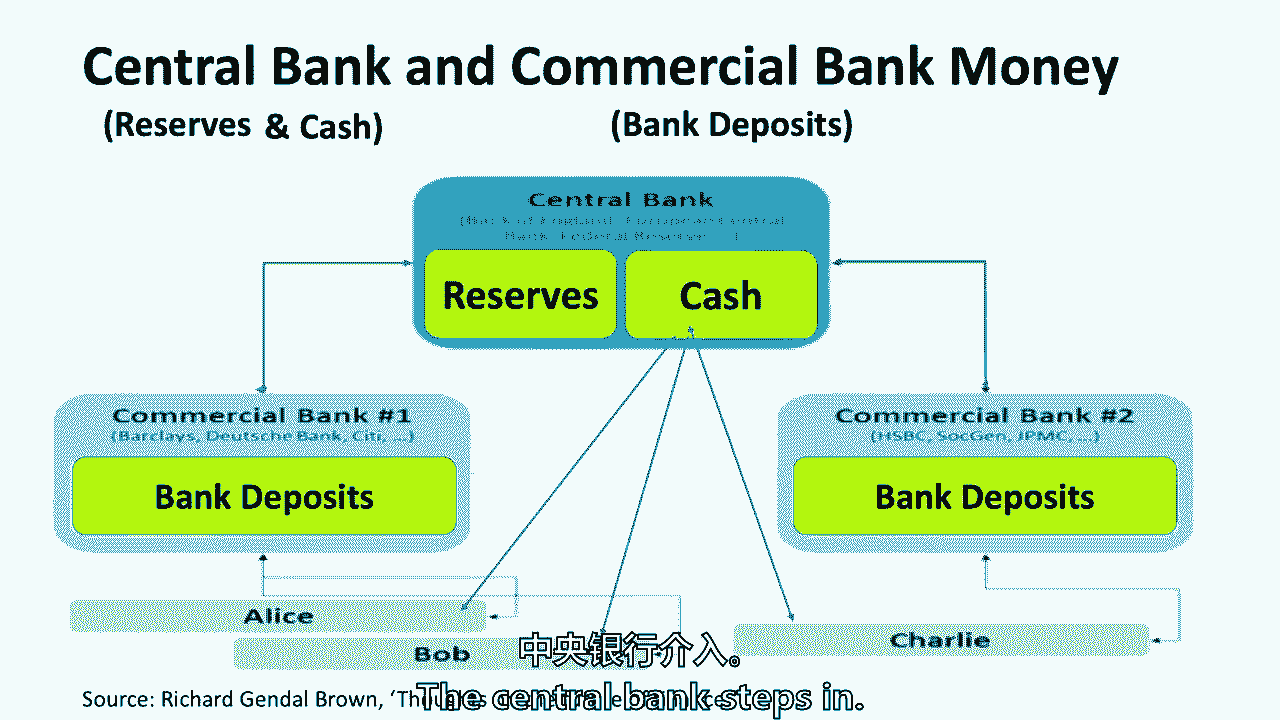 Central Bank and Commercial Bank Money
(Reserves & Cash)
(Bank Deposits)
Central Bank
(Bank of England, European Central
Bank, Federal Reserve ... )
Reserves
Cash
Commercial Bank #1
(Barclays, Deutsche Bank, Citi, ...)
Bank Deposits
Commercial Bank #2
(HSBC, SocGen, JPMC, ...)
Bank Deposits
Alice
Bob
Charlie
中央银行介入。
The central bank steps in.
Source: Richard Gendal Brown, ‘Thoughts